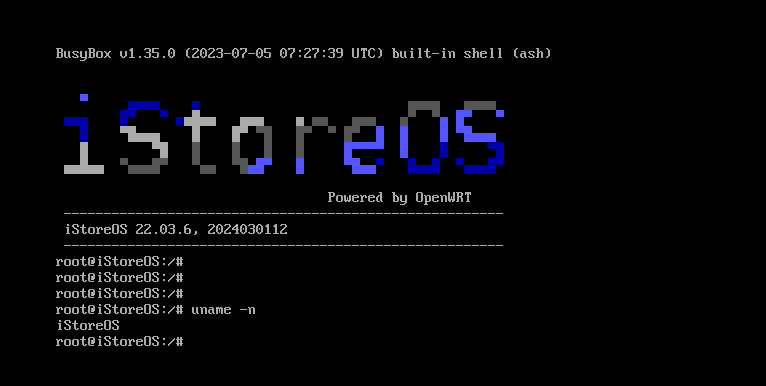 BusyBox v1.35.0 (2023-07-05 07:27:39 UTC) built-in shell (ash)
iStoreOS
Powered by OpenWRT
-------------------------------------------------------
iStoreOS 22.03.6, 2024030112
-------------------------------------------------------
root@iStoreOS:/#
root@iStoreOS:/#
root@iStoreOS:/#
root@iStoreOS:/# uname -n
iStoreOS
root@iStoreOS:/#